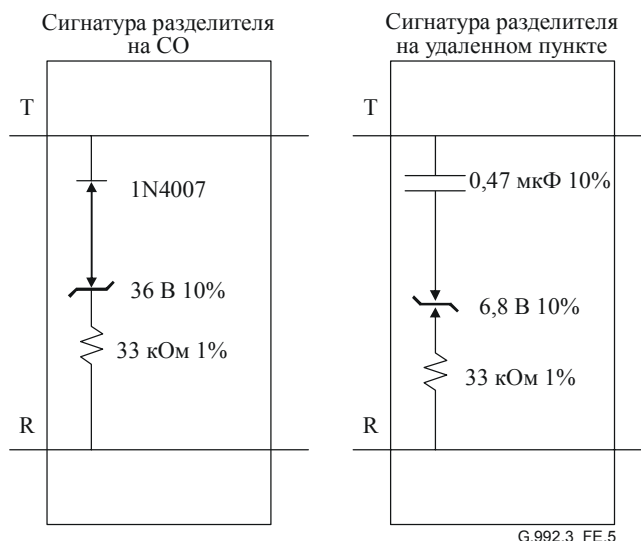 Сигнатура разделителя
на СО
T
1N4007
36 В 10%
33 кОм 1%
R
Сигнатура разделителя
на удаленном пункте
T
0,47 мкФ 10%
6,8 В 10%
33 кОм 1%
R
G.992.3_FE.5